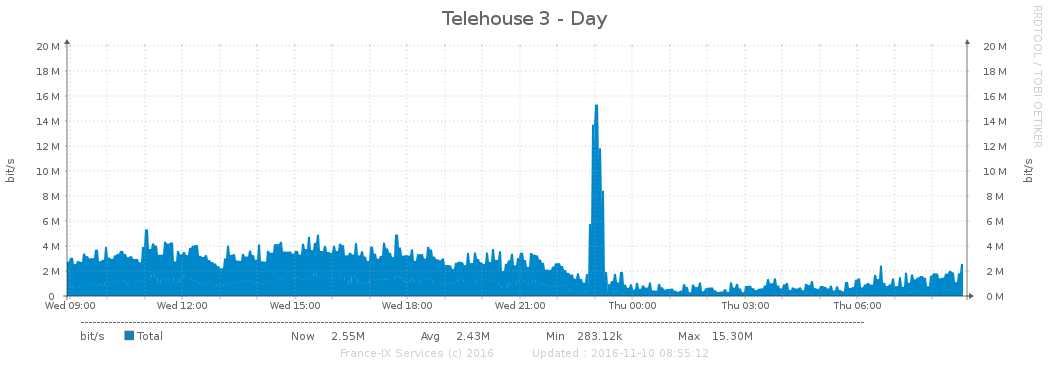 Telehouse 3 - Day
RRDTOOL / TOBI OETIKER
bit/s
20 M 20 M
18 M 18 M
16 M 16 M
14 M 14 M
12 M 12 M
10 M 10 M
8 M 8 M
6 M 6 M
4 M 4 M
2 M 2 M
0 0 M
bit/s
Wed 09:00 Wed 12:00 Wed 15:00 Wed 18:00 Wed 21:00 Thu 00:00 Thu 03:00 Thu 06:00
bit/s Total Now 2.55M Avg 2.43M Min 283.12k Max 15.30M
France-IX Services (c) 2016 Updated : 2016-11-10 08:55:12